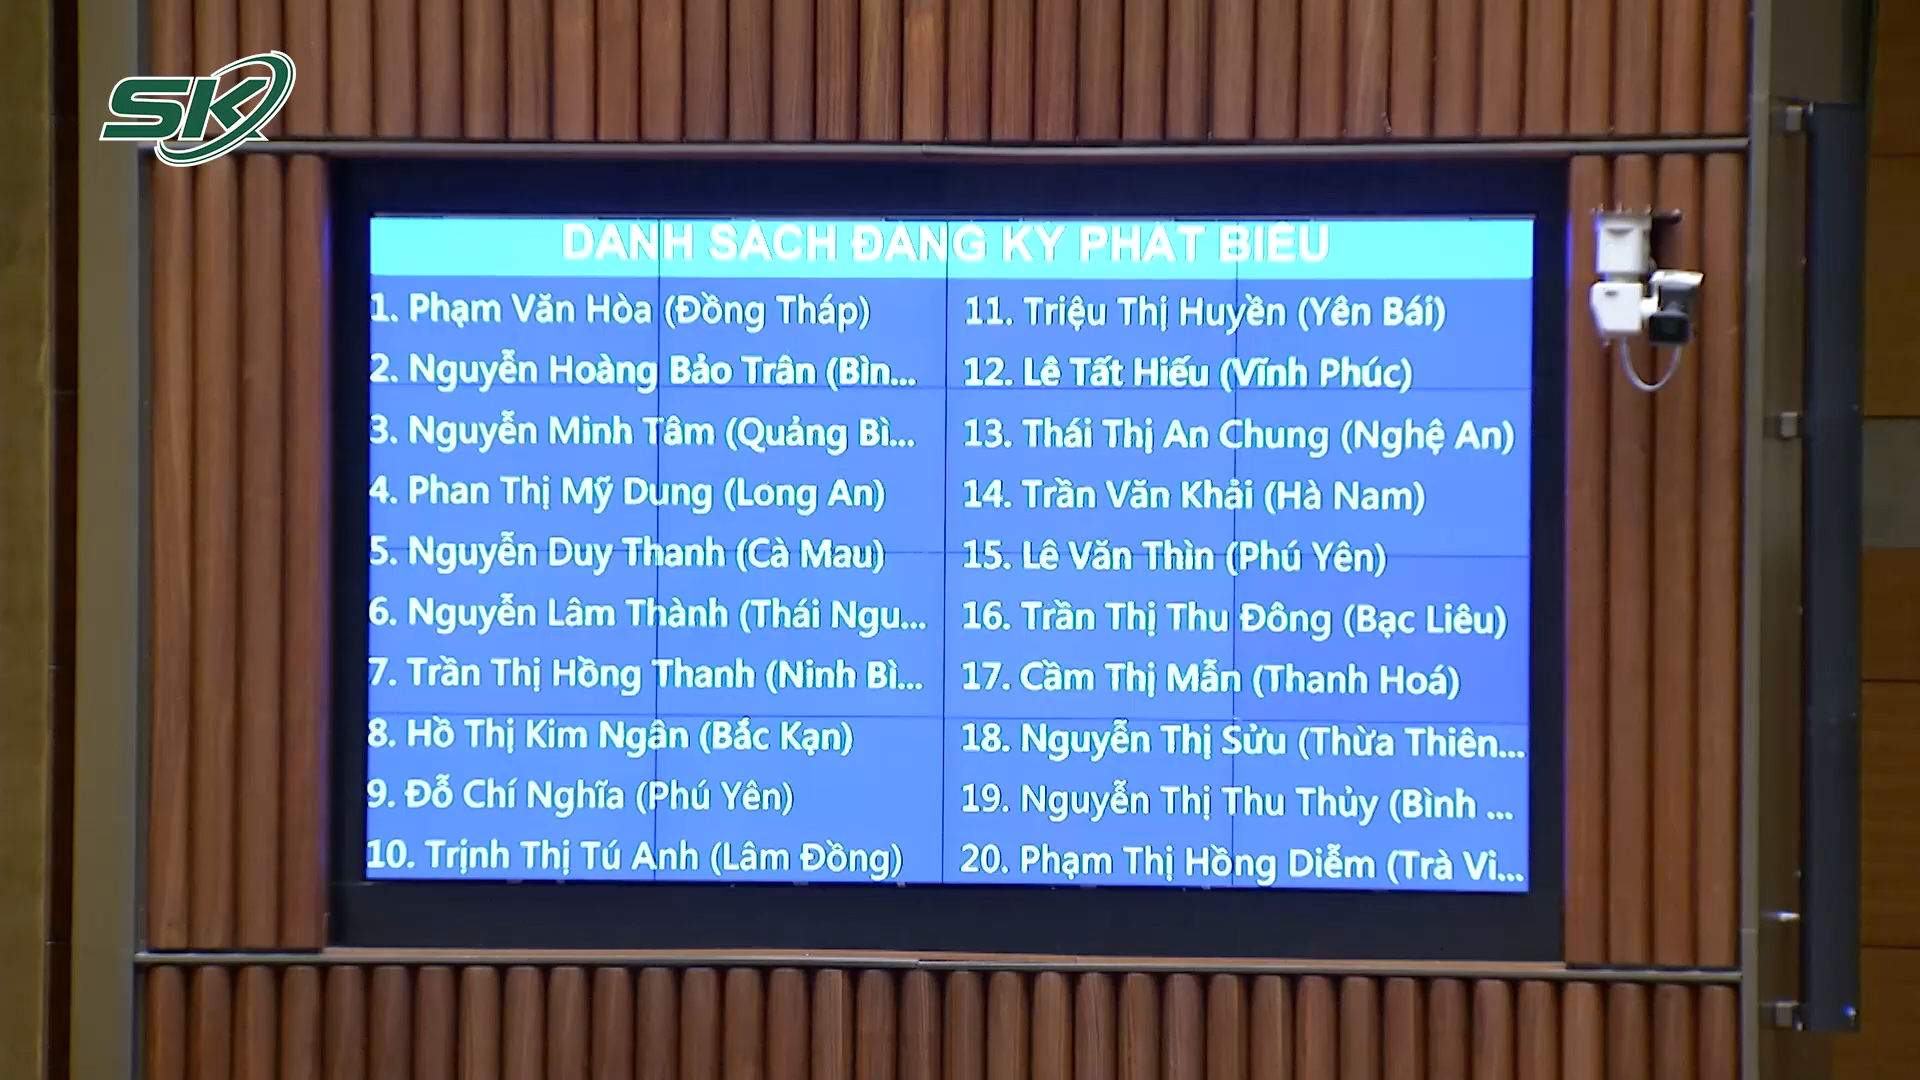 SK
DANH SÁCH ĐĂNG KÝ PHÁT BIỂU
1. Phạm Văn Hòa (Đồng Tháp)
2. Nguyễn Hoàng Bảo Trân (Bìn...
3. Nguyễn Minh Tâm (Quảng Bì...
4. Phan Thị Mỹ Dung (Long An)
5. Nguyễn Duy Thanh (Cà Mau)
6. Nguyễn Lâm Thành (Thái Ngu...
7. Trần Thị Hồng Thanh (Ninh Bì...
8. Hồ Thị Kim Ngân (Bắc Kạn)
9. Đỗ Chí Nghĩa (Phú Yên)
10. Trịnh Thị Tú Anh (Lâm Đồng)
11. Triệu Thị Huyền (Yên Bái)
12. Lê Tất Hiếu (Vĩnh Phúc)
13. Thái Thị An Chung (Nghệ An)
14. Trần Văn Khải (Hà Nam)
15. Lê Văn Thìn (Phú Yên)
16. Trần Thị Thu Đông (Bạc Liêu)
17. Cầm Thị Mẫn (Thanh Hoá)
18. Nguyễn Thị Sửu (Thừa Thiên...
19. Nguyễn Thị Thu Thủy (Bình ...
20. Phạm Thị Hồng Diễm (Trà Vi...